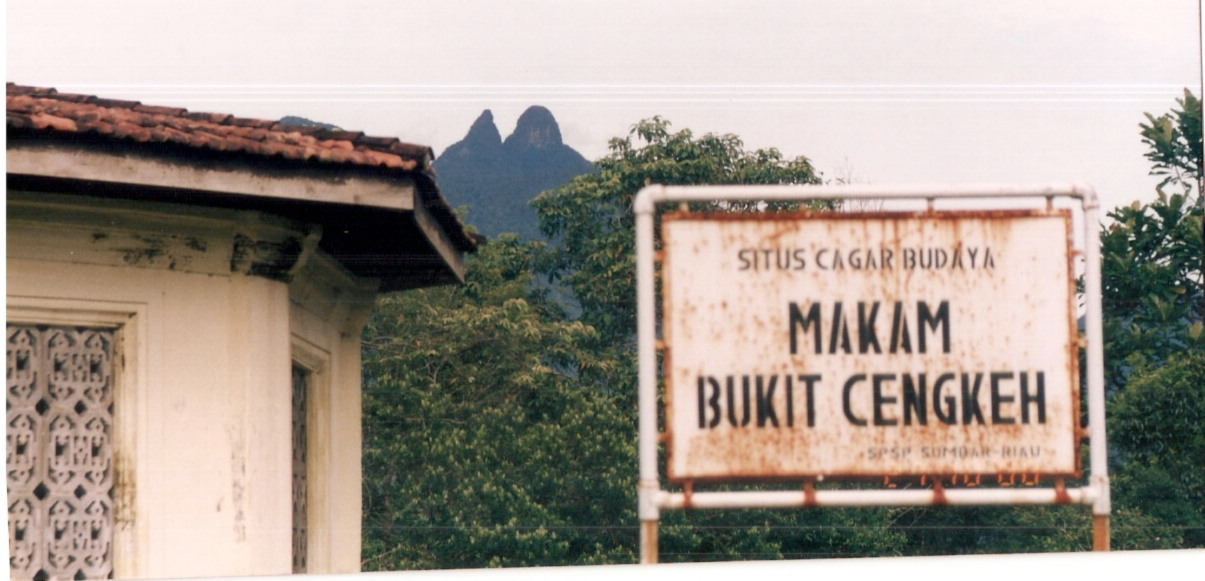 SITUS CAGAR BUDAYA
MAKAM
BUKIT CENGKEH
SPSP SUMBAR-RIAU